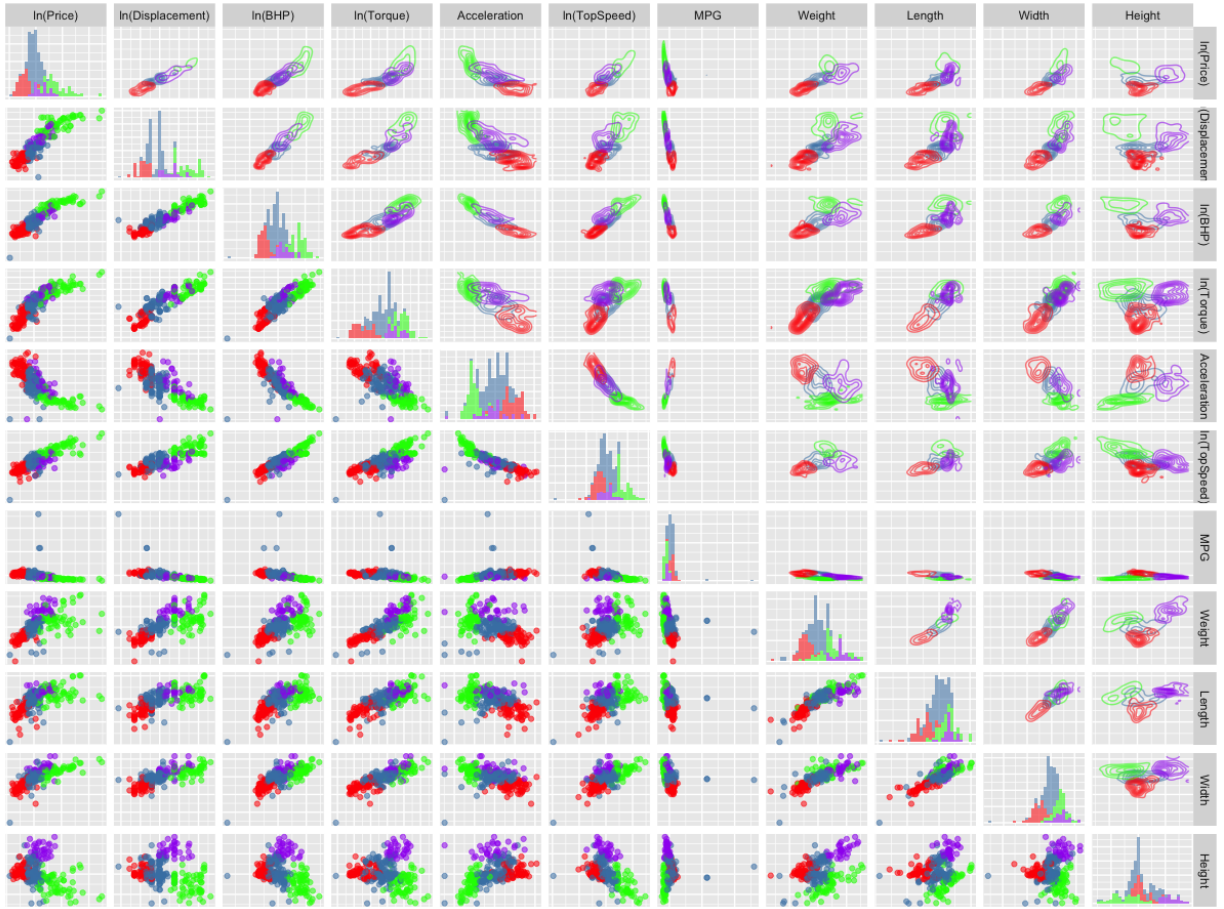 ln(Price) ln(Displacement) ln(BHP) ln(Torque) Acceleration ln(TopSpeed) MPG Weight Length Width Height
ln(Price)
(Displacemen
ln(BHP)
ln(Torque)
Acceleration
ln(TopSpeed)
MPG
Weight
Length
Width
Height